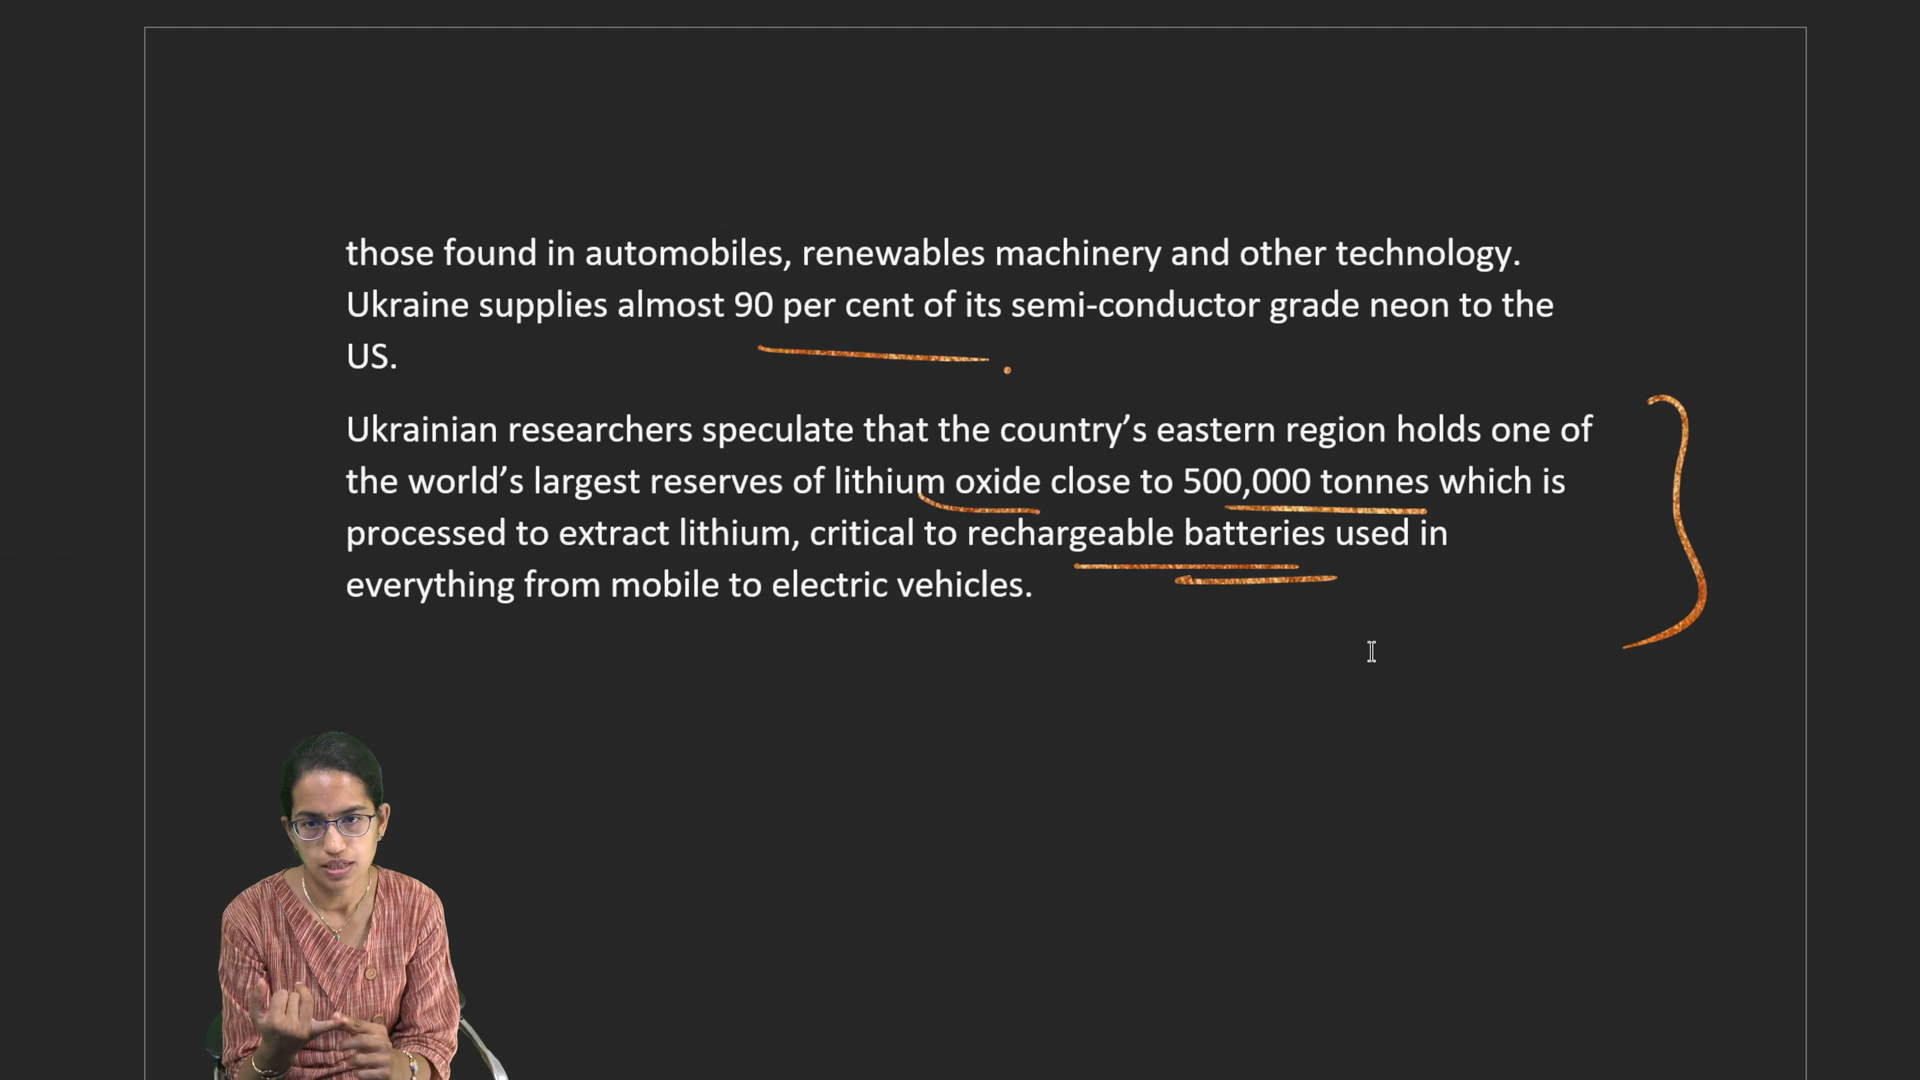 those found in automobiles, renewables machinery and other technology.
Ukraine supplies almost 90 per cent of its semi-conductor grade neon to the
US.
Ukrainian researchers speculate that the country’s eastern region holds one of
the world’s largest reserves of lithium oxide close to 500,000 tonnes which is
processed to extract lithium, critical to rechargeable batteries used in
everything from mobile to electric vehicles.